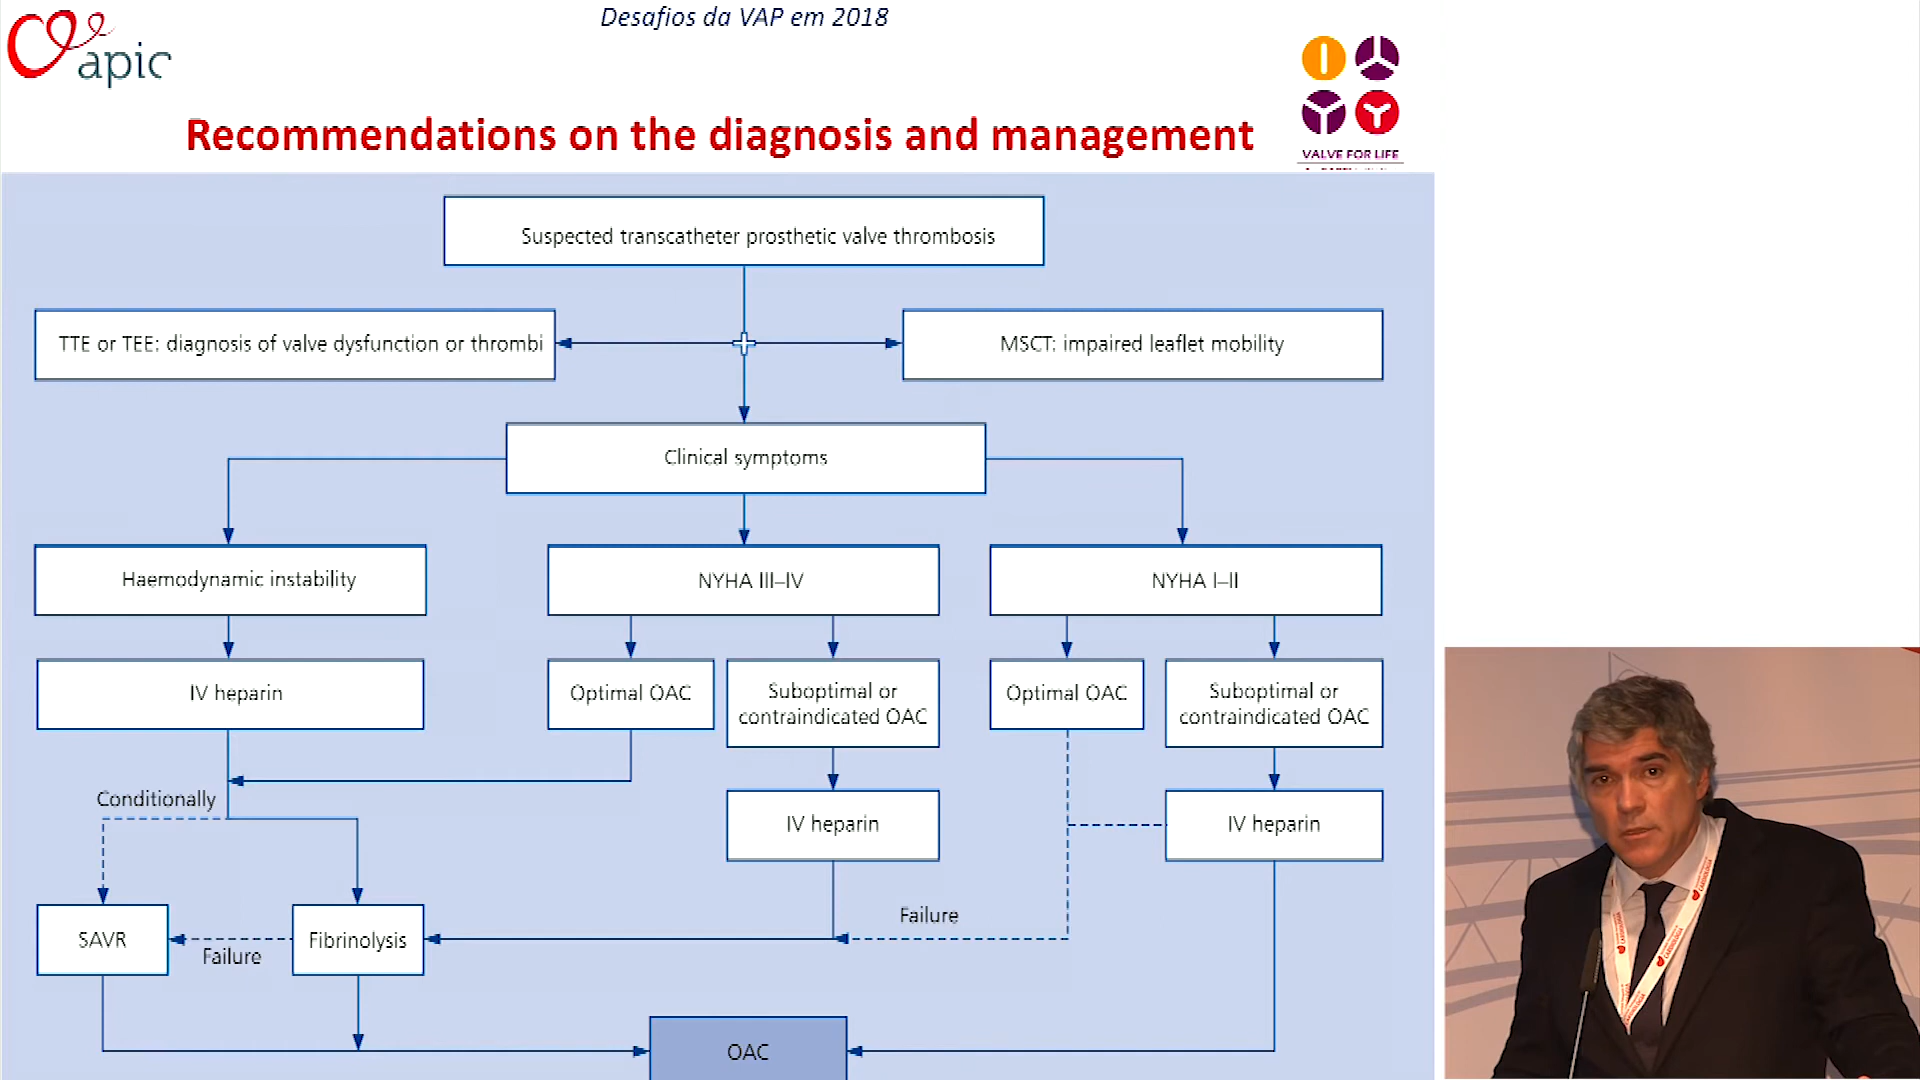 Desafios da VAP em 2018
apic
Recommendations on the diagnosis and management
VALVE FOR LIFE
Suspected transcatheter prosthetic valve thrombosis
TTE or TEE: diagnosis of valve dysfunction or thrombi
MSCT: impaired leaflet mobility
Clinical symptoms
Haemodynamic instability
NYHA III–IV
NYHA I–II
IV heparin
Optimal OAC
Suboptimal or
contraindicated OAC
Optimal OAC
Suboptimal or
contraindicated OAC
Conditionally
IV heparin
IV heparin
SAVR
Failure
Fibrinolysis
Failure
OAC
CARDIOLOGIA
CARDIOLOGIA
CARDIOLOGIA